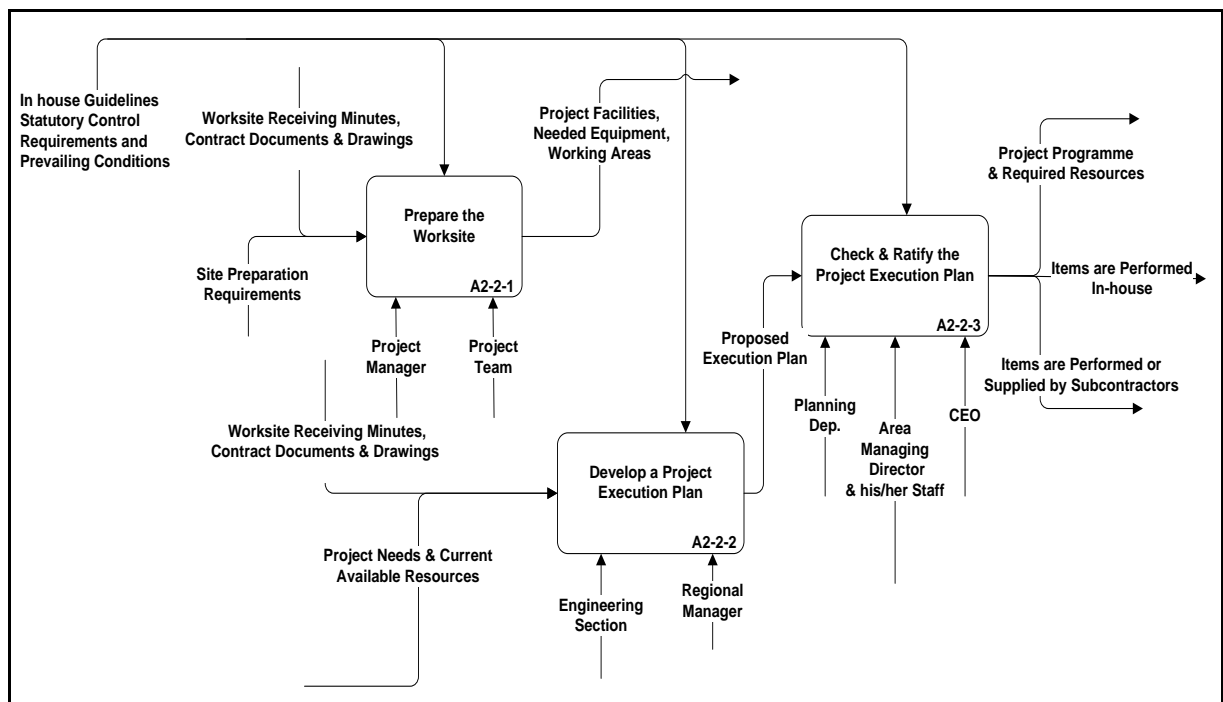 In house Guidelines
Statutory Control
Requirements and
Prevailing Conditions
Worksite Receiving Minutes,
Contract Documents & Drawings
Project Facilities,
Needed Equipment,
Working Areas
Prepare the
Worksite
A2-2-1
Site Preparation
Requirements
Project
Manager
Project
Team
Worksite Receiving Minutes,
Contract Documents & Drawings
Develop a Project
Execution Plan
A2-2-2
Project Needs & Current
Available Resources
Engineering
Section
Regional
Manager
Proposed
Execution Plan
Check & Ratify the
Project Execution Plan
A2-2-3
Planning
Dep.
Area
Managing
Director
& his/her Staff
CEO
Project Programme
& Required Resources
Items are Performed
In-house
Items are Performed or
Supplied by Subcontractors